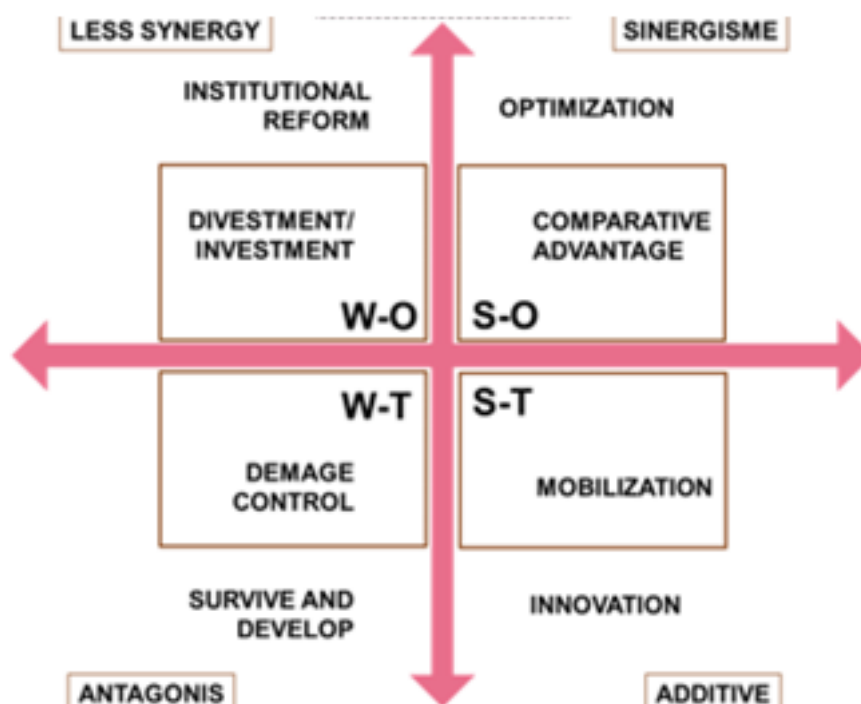 LESS SYNERGY
SINERGISME
INSTITUTIONAL
REFORM
OPTIMIZATION
DIVESTMENT/
INVESTMENT
COMPARATIVE
ADVANTAGE
W-O
S-O
W-T
S-T
DEMAGE
CONTROL
MOBILIZATION
SURVIVE AND
DEVELOP
INNOVATION
ANTAGONIS
ADDITIVE